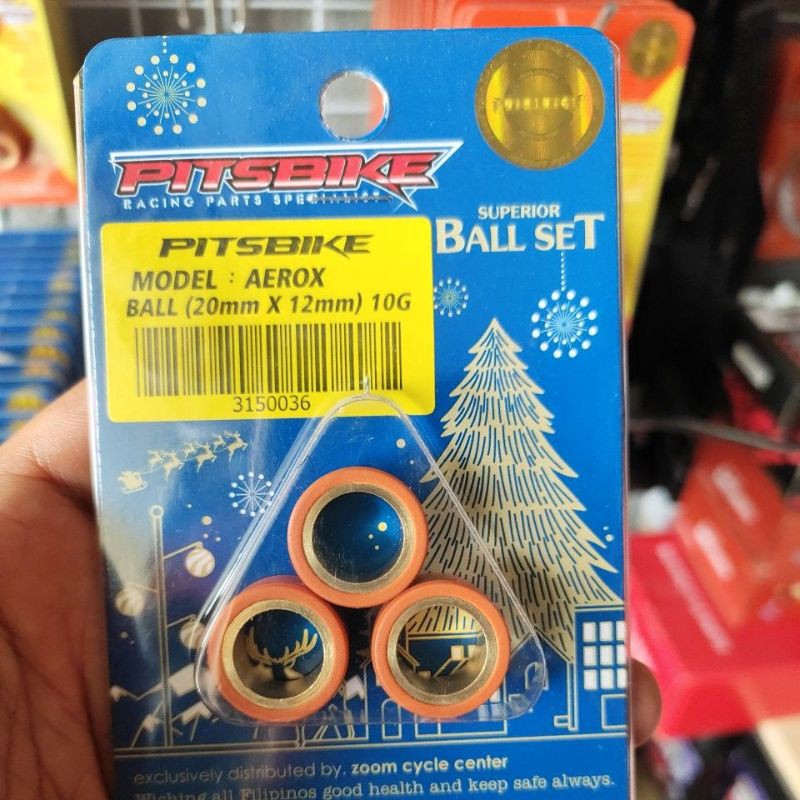 PITSBIKE
RACING PARTS SPECIALIST
SUPERIOR
BALL SET
PITSBIKE
MODEL : AEROX
BALL (20mm X 12mm) 10G
3150036
exclusively distributed by. zoom cycle center
Wishing all Filipinos good health and keep safe always.